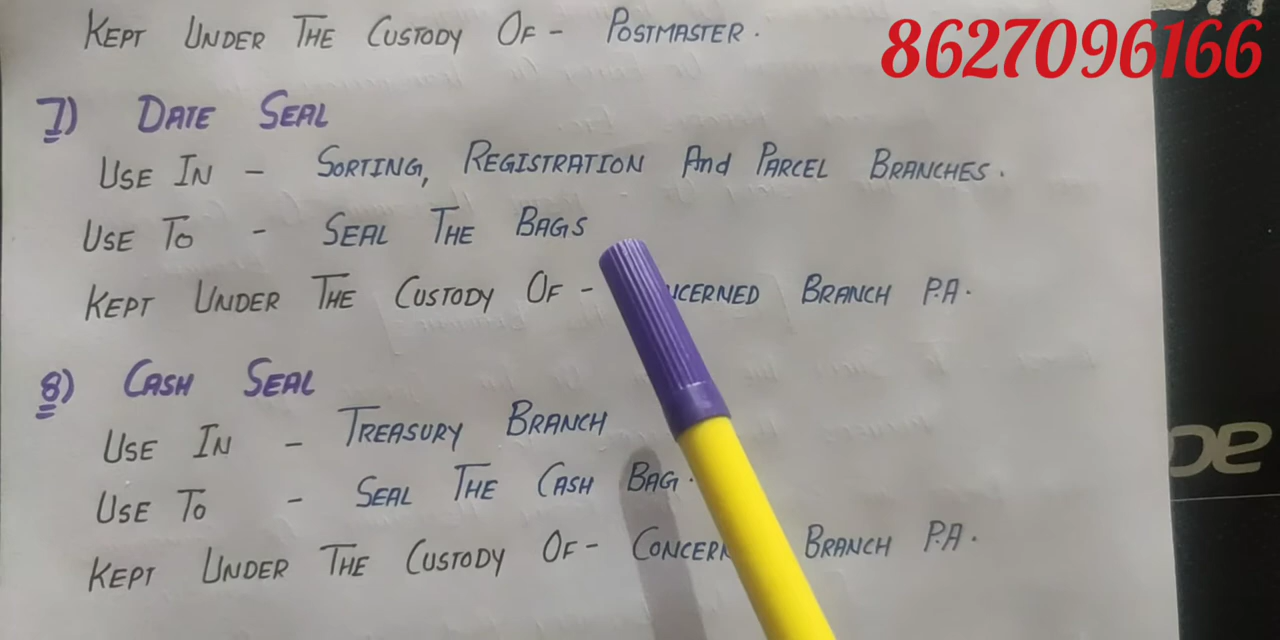 KEPT UNDER THE CUSTODY OF - POSTMASTER.
8627096166
7) DATE SEAL
USE IN - SORTING, REGISTRATION And PARCEL BRANCHES.
USE TO - SEAL THE BAGS
KEPT UNDER THE CUSTODY OF - NCERNED BRANCH P.A.
8) CASH SEAL
USE IN - TREASURY BRANCH
USE TO - SEAL THE CASH BAG.
KEPT UNDER THE CUSTODY OF - CONCERN BRANCH P.A.